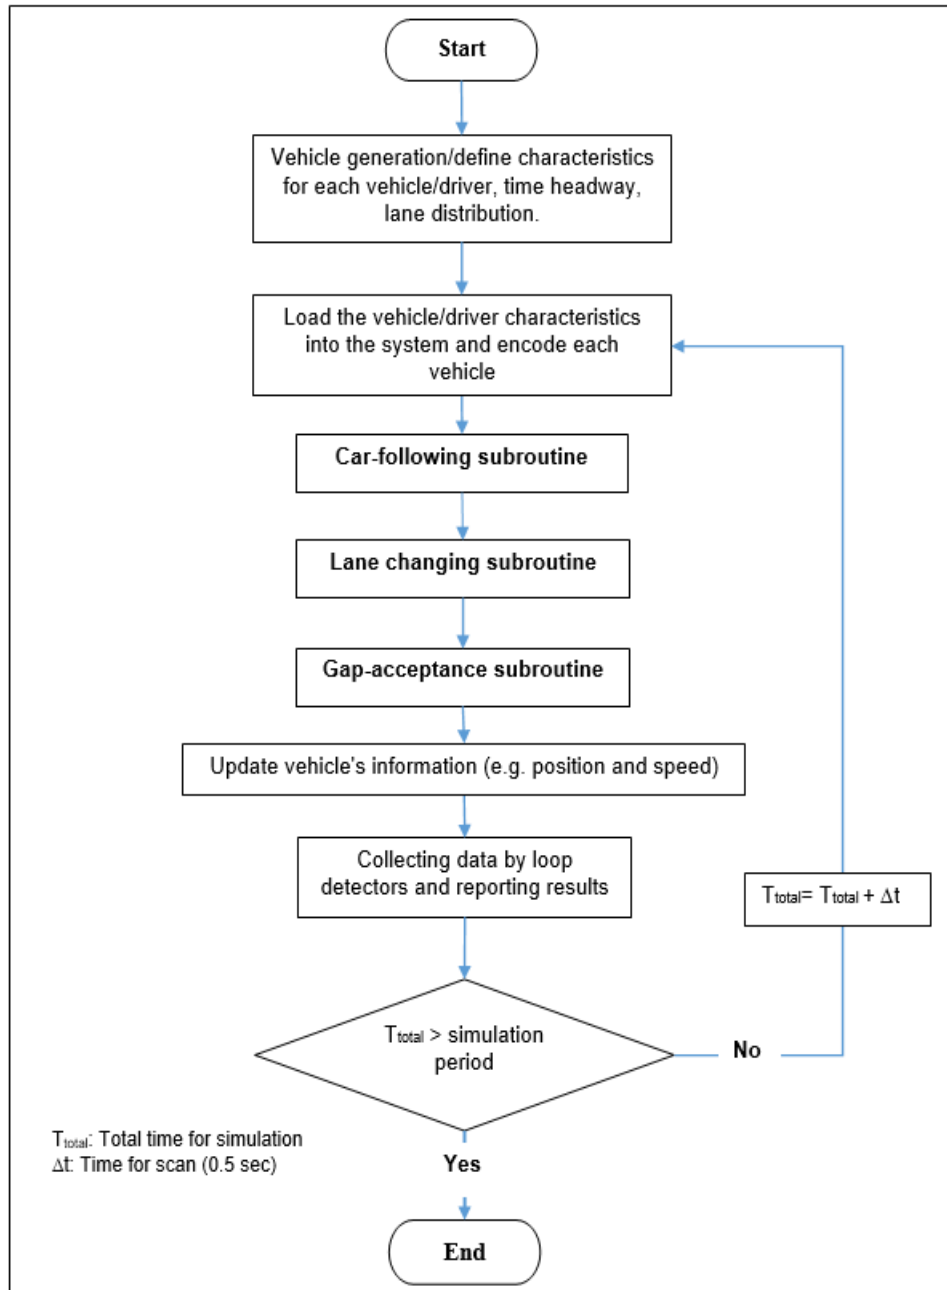 Start
Vehicle generation/define characteristics
for each vehicle/driver, time headway,
lane distribution.
Load the vehicle/driver characteristics
into the system and encode each
vehicle
Car-following subroutine
Lane changing subroutine
Gap-acceptance subroutine
Update vehicle's information (e.g. position and speed)
Collecting data by loop
detectors and reporting results
Ttotal= Ttotal + Δt
Ttotal > simulation
period
No
Ttotal: Total time for simulation
Δt: Time for scan (0.5 sec)
Yes
End